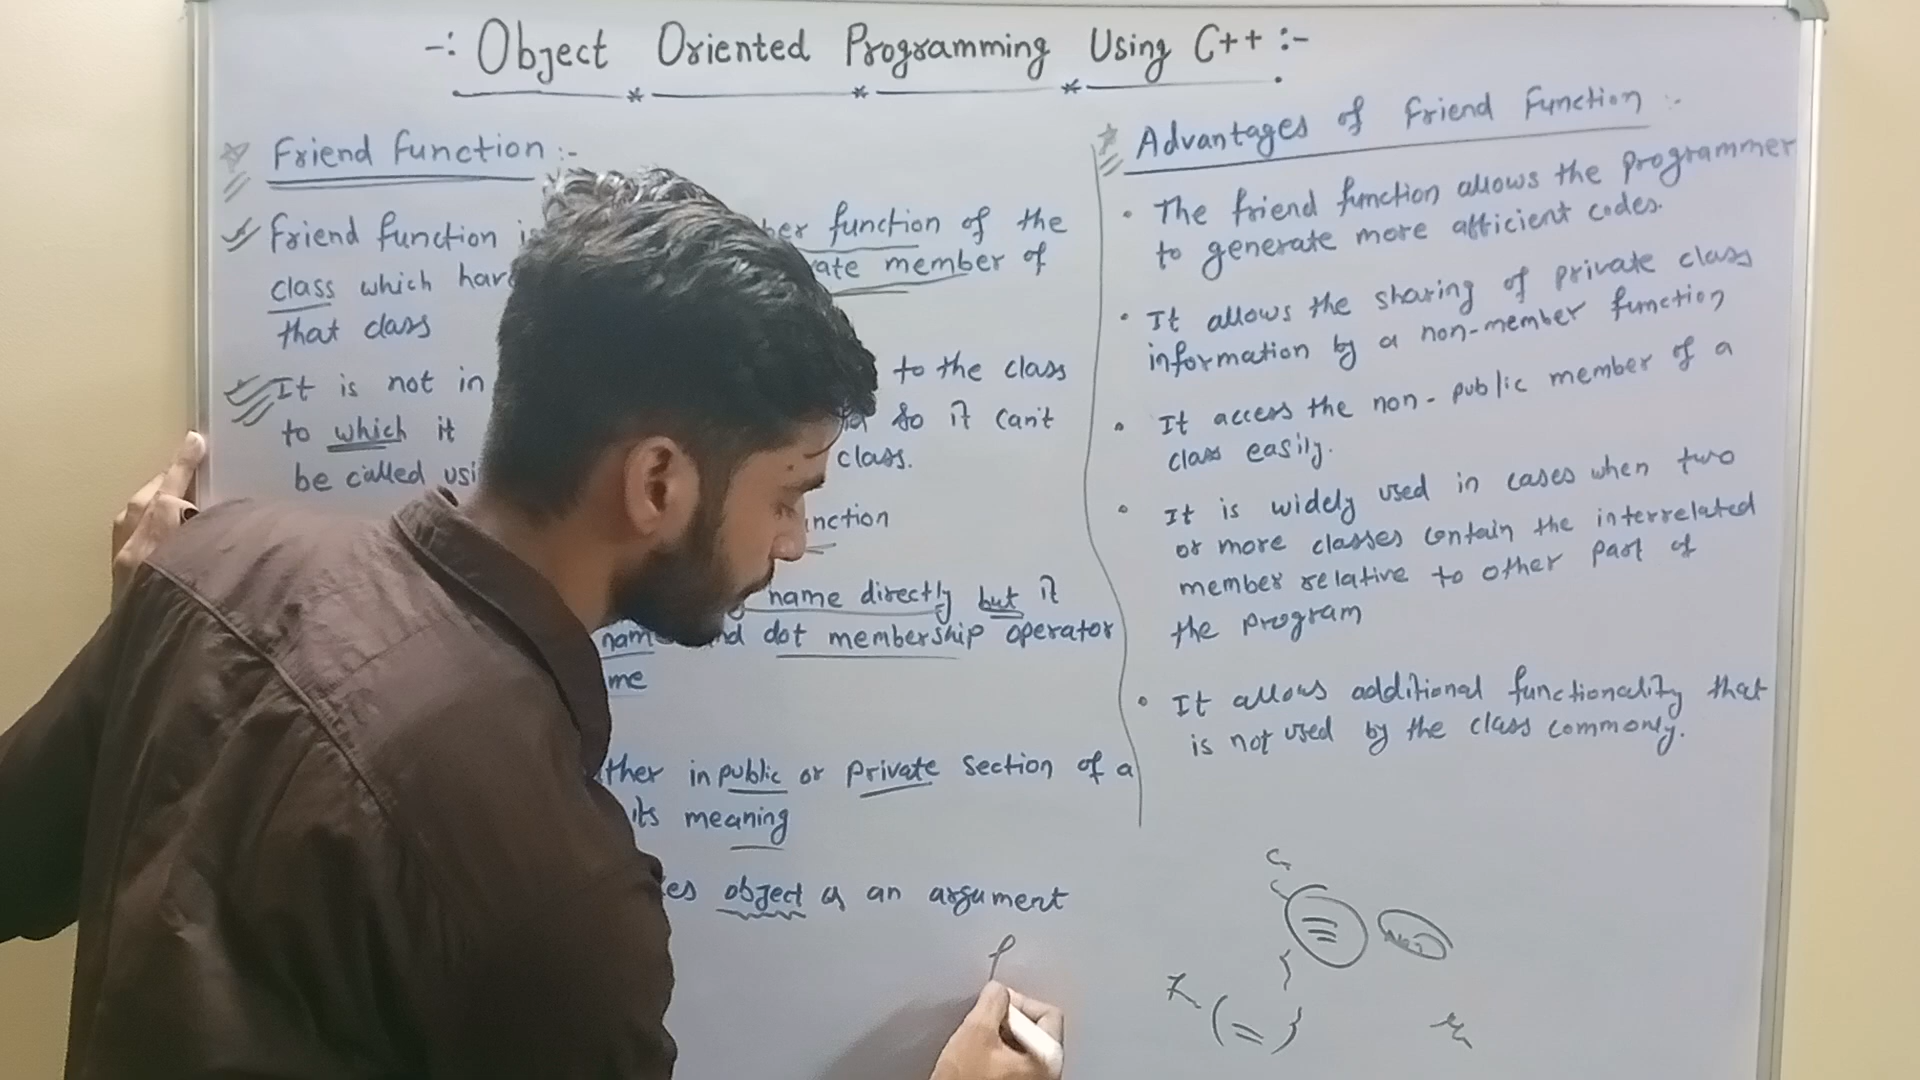 -: Object Oriented Programming Using C++ :-
Friend Function :-
Friend function is ber function of the
class which hav ate member of
that class
It is not in to the class
to which it so it can't
be called usi class.
nction
name directly but it
name nd dot membership operator
me
ther in public or private section of a
its meaning
es object as an argument
f
Advantages of Friend Function :-
• The friend function allows the programmer
to generate more afficient codes.
• It allows the sharing of private class
information by a non-member function
• It access the non-public member of a
class easily.
• It is widely used in cases when two
or more classes contain the interrelated
member relative to other part of
the program
• It allows additional functionality that
is not used by the class commonly.